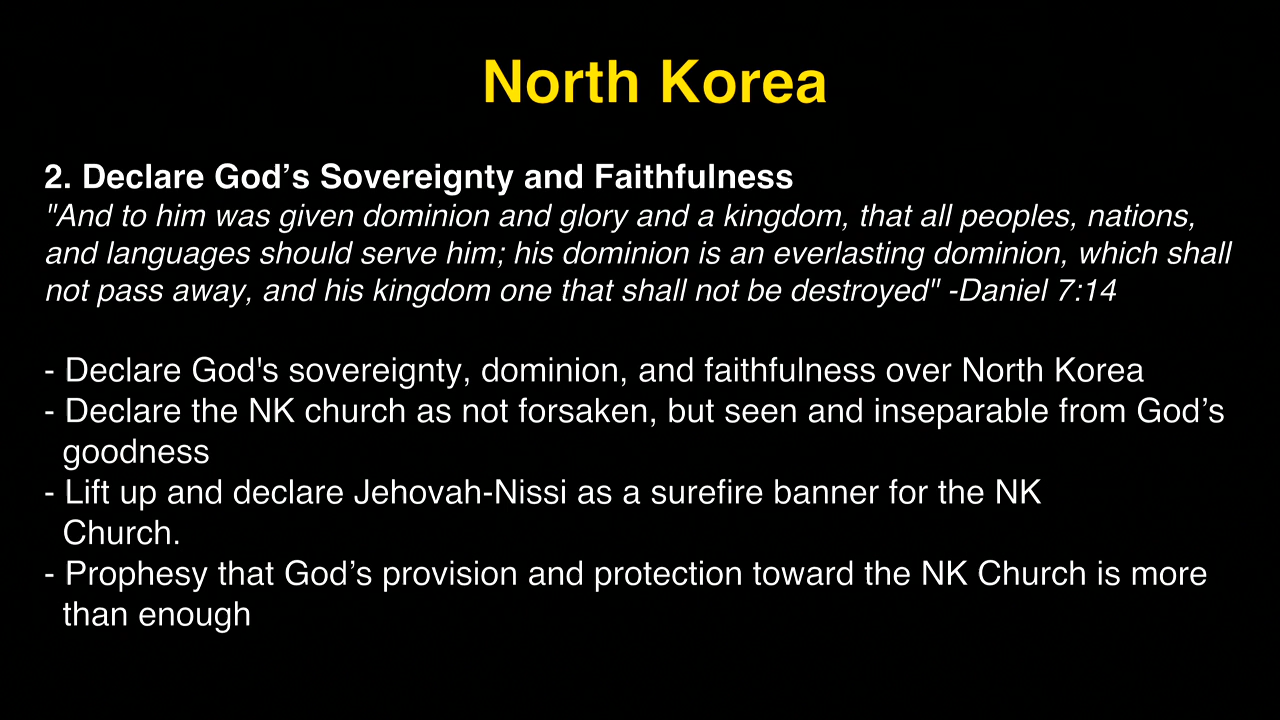 North Korea
2. Declare God’s Sovereignty and Faithfulness
"And to him was given dominion and glory and a kingdom, that all peoples, nations,
and languages should serve him; his dominion is an everlasting dominion, which shall
not pass away, and his kingdom one that shall not be destroyed" -Daniel 7:14
- Declare God's sovereignty, dominion, and faithfulness over North Korea
- Declare the NK church as not forsaken, but seen and inseparable from God’s
goodness
- Lift up and declare Jehovah-Nissi as a surefire banner for the NK
Church.
- Prophesy that God’s provision and protection toward the NK Church is more
than enough